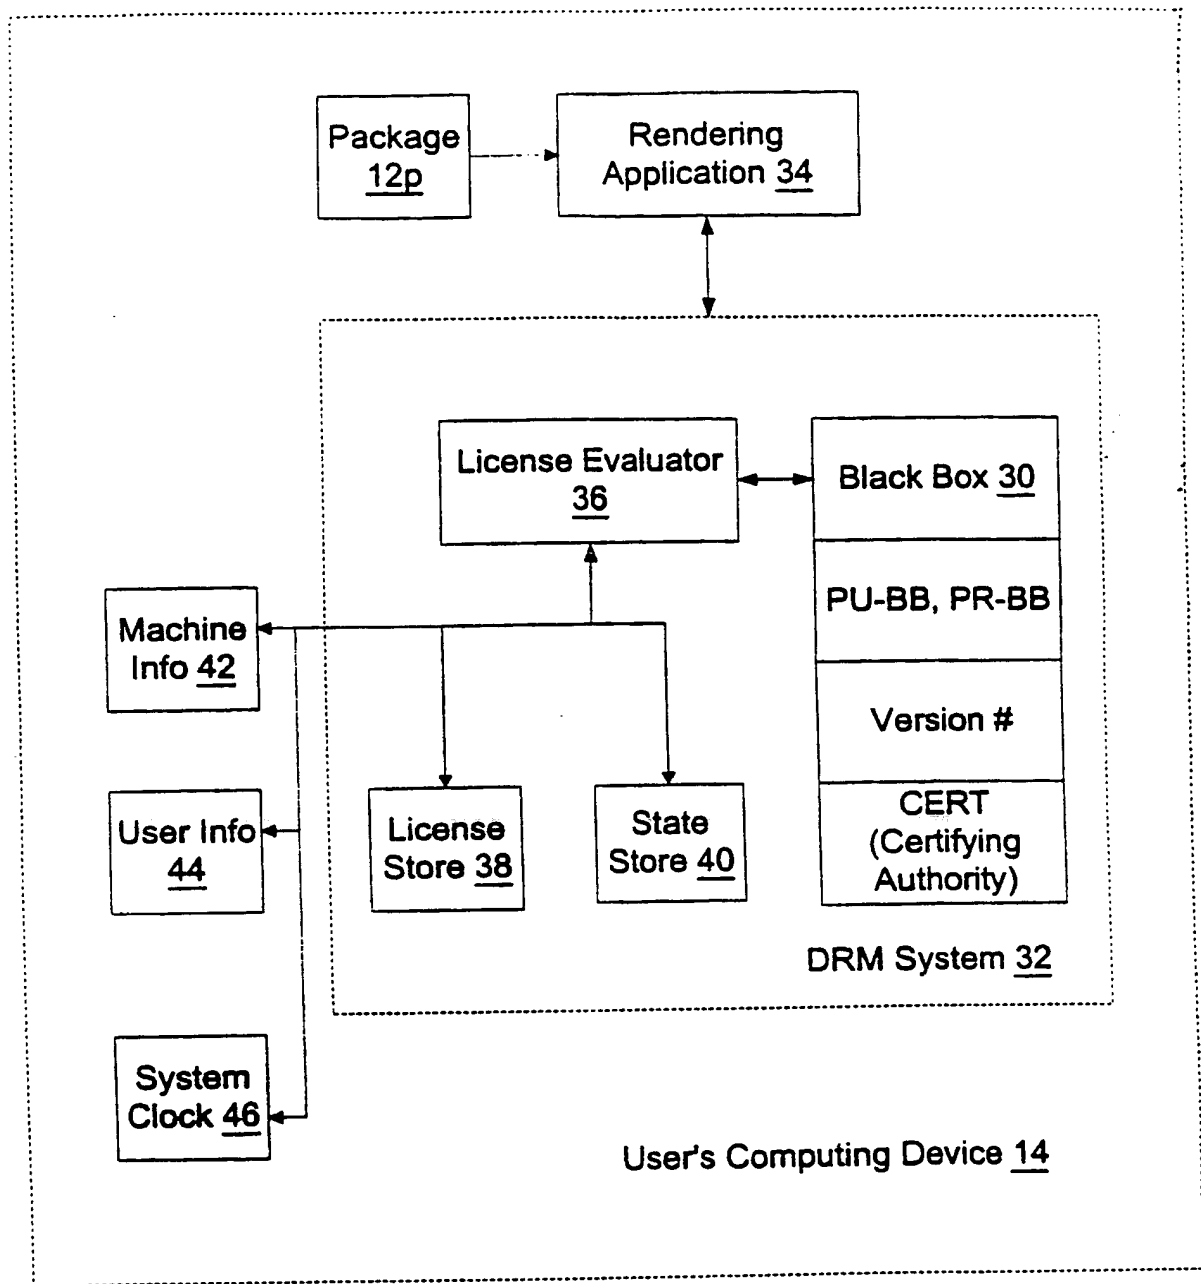 Package
12p
Rendering
Application 34
License Evaluator
36
Black Box 30
PU-BB, PR-BB
Version #
CERT
(Certifying
Authority)
Machine
Info 42
User Info
44
System
Clock 46
License
Store 38
State
Store 40
DRM System 32
User's Computing Device 14